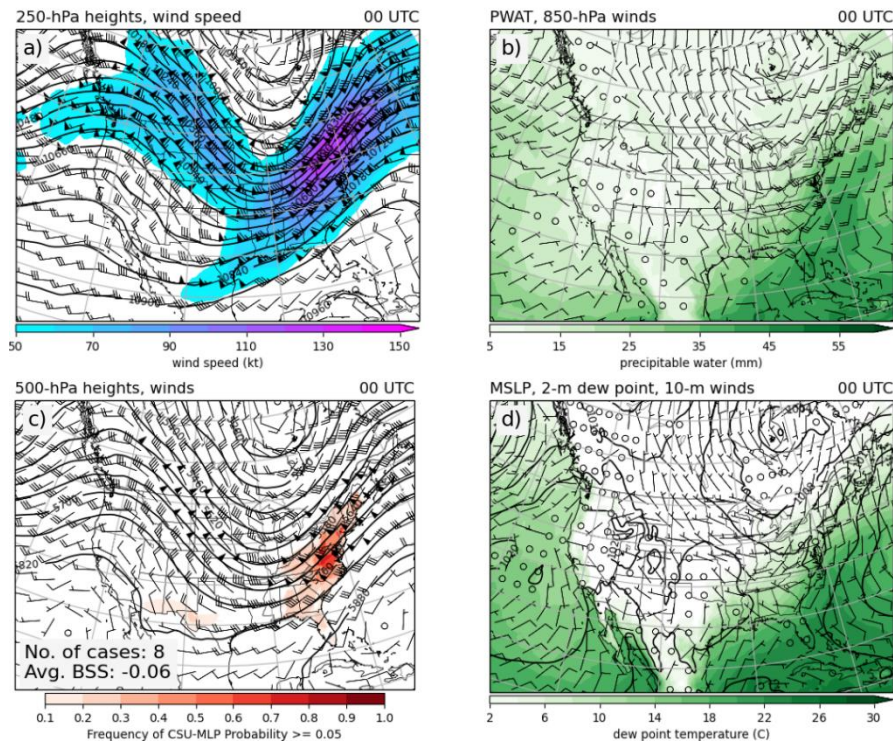 250-hPa heights, wind speed 00 UTC
a)
50 70 90 110 130 150
wind speed (kt)
PWAT, 850-hPa winds 00 UTC
b)
5 15 25 35 45 55
precipitable water (mm)
500-hPa heights, winds 00 UTC
c)
5880
No. of cases: 8
Avg. BSS: -0.06
0.1 0.2 0.3 0.4 0.5 0.6 0.7 0.8 0.9 1.0
Frequency of CSU-MLP Probability >= 0.05
MSLP, 2-m dew point, 10-m winds 00 UTC
d)
2 6 10 14 18 22 26 30
dew point temperature (C)